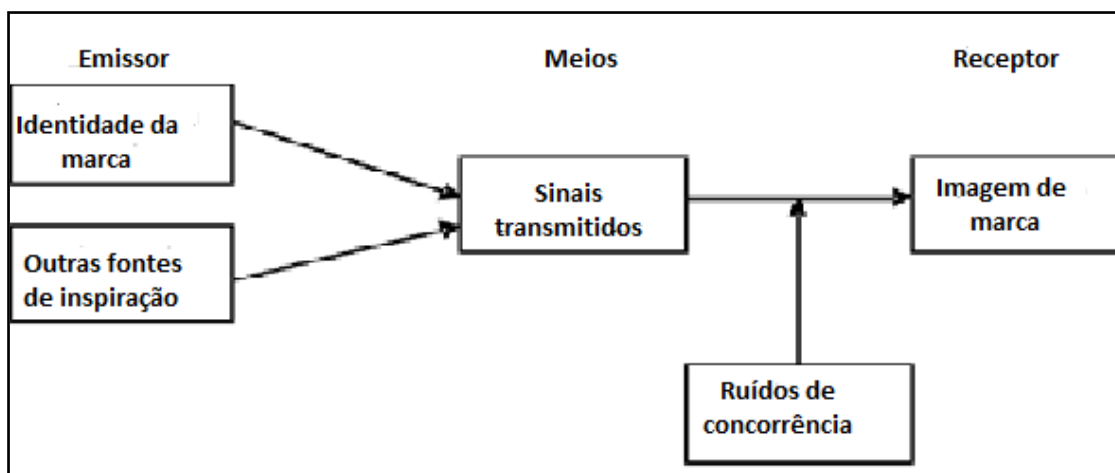 Emissor
Meios
Receptor
Identidade da
marca
Outras fontes
de inspiração
Sinais
transmitidos
Imagem de
marca
Ruídos de
concorrência